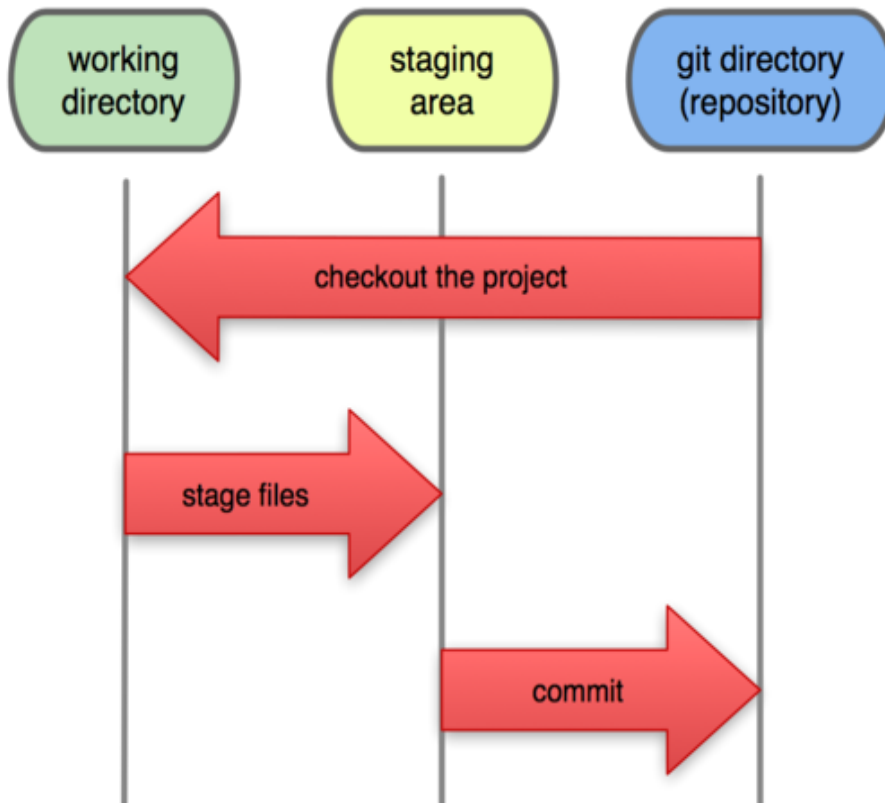 working
directory
staging
area
git directory
(repository)
checkout the project
stage files
commit